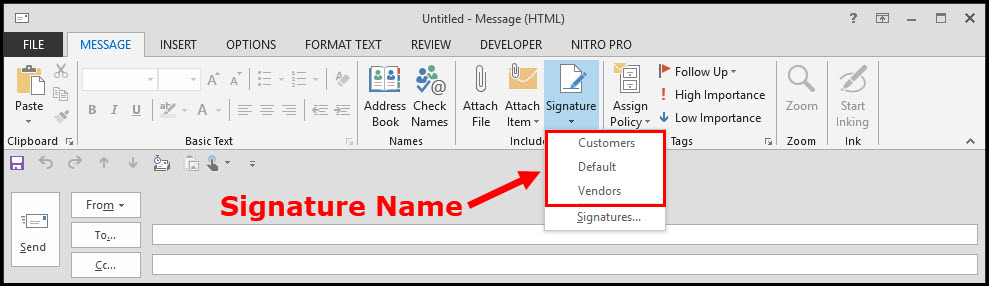 Untitled - Message (HTML)
?
FILE MESSAGE INSERT OPTIONS FORMAT TEXT REVIEW DEVELOPER NITRO PRO
Paste
B I U ab A
A A
Address Book
Check Names
Attach File
Attach Item
Signature
Assign Policy
Follow Up
High Importance
Low Importance
Zoom
Start Inking
Clipboard Basic Text Names Include Tags Zoom Ink
Customers
Default
Vendors
Signatures...
Signature Name
Send
From
To...
Cc...